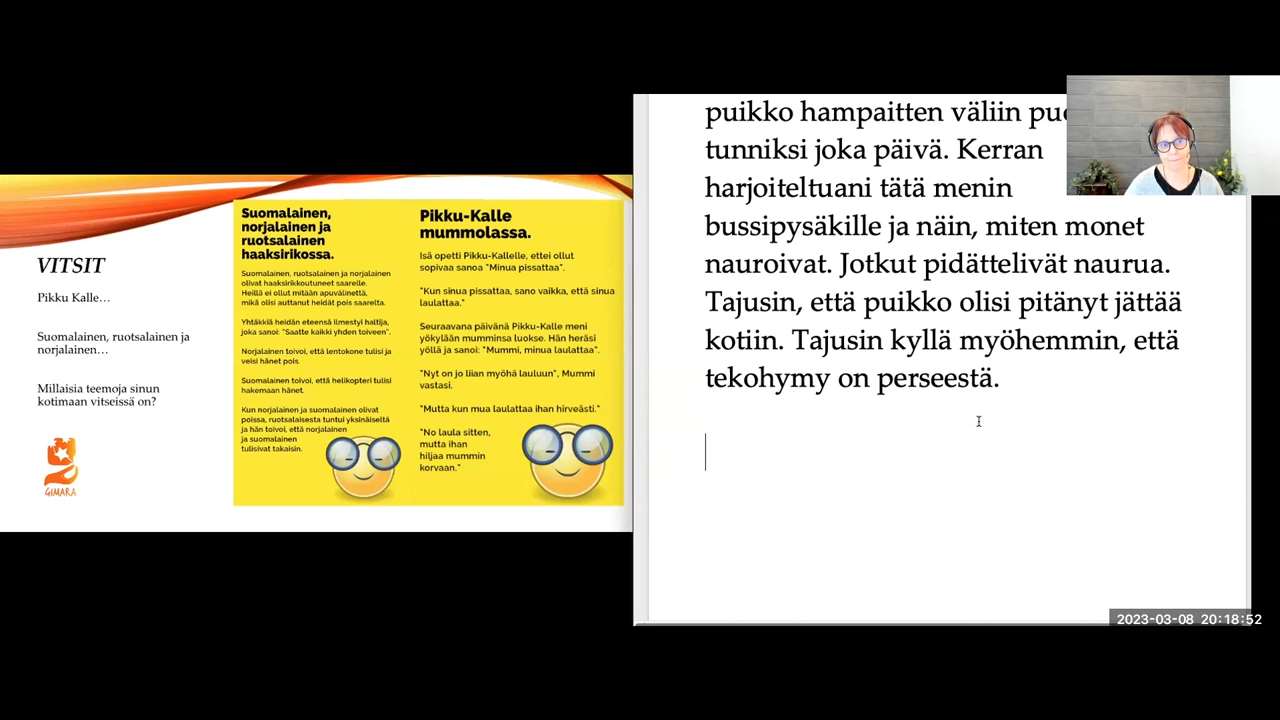 VITSIT
Pikku Kalle...
Suomalainen, ruotsalainen ja
norjalainen...
Millaisia teemoja sinun
kotimaan vitseissä on?
GIMARA
Suomalainen,
norjalainen ja
ruotsalainen
haaksirikossa.
Suomalainen, ruotsalainen ja norjalainen
olivat haaksirikkoutuneet saarelle.
Heillä ei ollut mitään apuvälinettä,
mikä olisi auttanut heidät pois saarelta.
Yhtäkkiä heidän eteensä ilmestyi haltija,
joka sanoi: "Saatte kaikki yhden toiveen".
Norjalainen toivoi, että lentokone tulisi ja
veisi hänet pois.
Suomalainen toivoi, että helikopteri tulisi
hakemaan hänet.
Kun norjalainen ja suomalainen olivat
poissa, ruotsalaisesta tuntui yksinäiseltä
ja hän toivoi, että norjalainen
ja suomalainen
tulisivat takaisin.
Pikku-Kalle
mummolassa.
Isä opetti Pikku-Kallelle, ettei ollut
sopivaa sanoa "Minua pissattaa".
"Kun sinua pissattaa, sano vaikka, että sinua
laulattaa."
Seuraavana päivänä Pikku-Kalle meni
yökylään mumminsa luokse. Hän heräsi
yöllä ja sanoi: "Mummi, minua laulattaa".
"Nyt on jo liian myöhä lauluun", Mummi
vastasi.
"Mutta kun mua laulattaa ihan hirveästi."
"No laula sitten,
mutta ihan
hiljaa mummin
korvaan."
puikko hampaitten väliin
tunniksi joka päivä. Kerran
harjoiteltuani tätä menin
bussipysäkille ja näin, miten monet
nauroivat. Jotkut pidättelivät naurua.
Tajusin, että puikko olisi pitänyt jättää
kotiin. Tajusin kyllä myöhemmin, että
tekohymy on perseestä.
2023-03-08 20:18:52